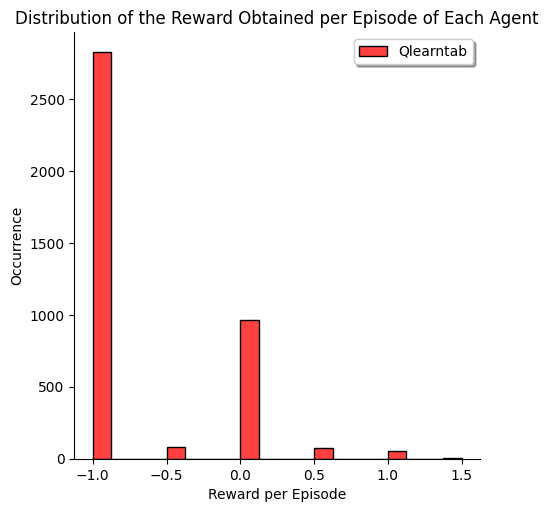 Distribution of the Reward Obtained per Episode of Each Agent
Qlearntab
2500
2000
1500
1000
500
0
Occurrence
−1.0 −0.5 0.0 0.5 1.0 1.5
Reward per Episode